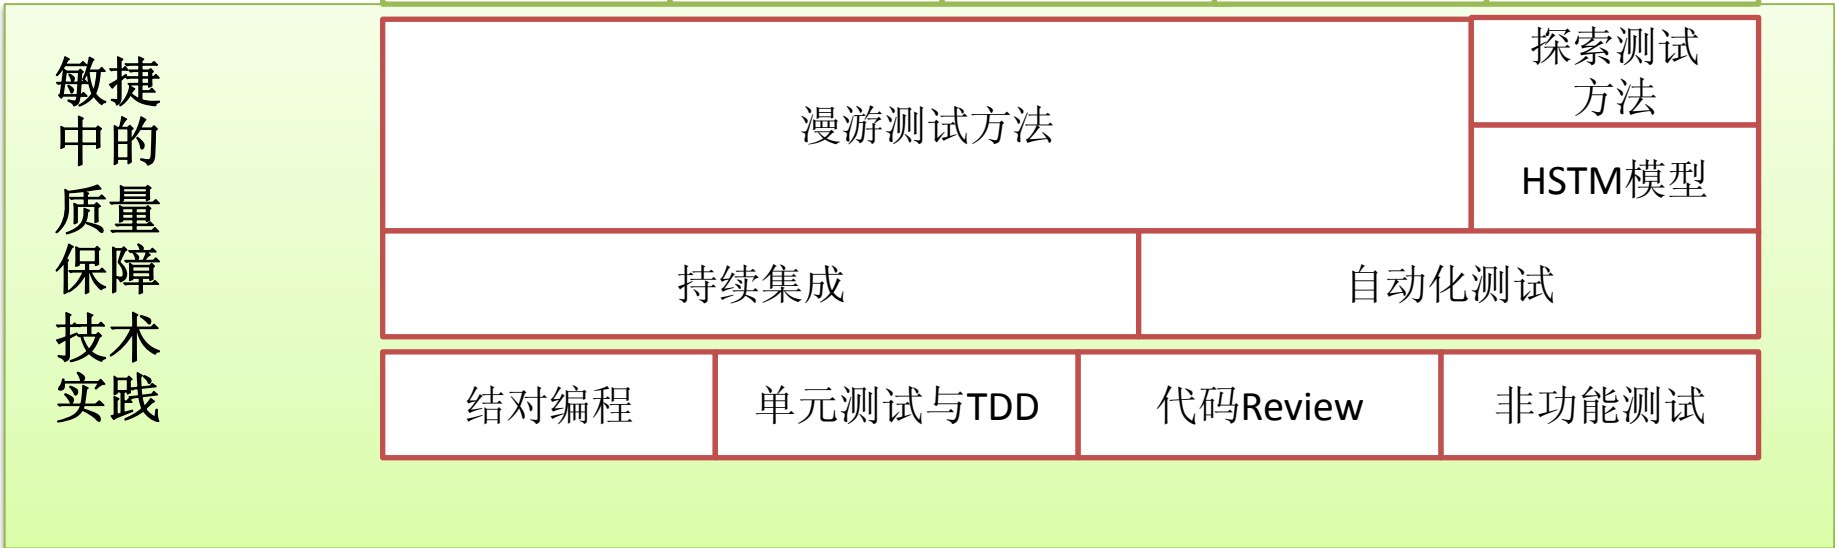 敏捷
中的
质量
保障
技术
实践
漫游测试方法
探索测试
方法
HSTM模型
持续集成
自动化测试
结对编程
单元测试与TDD
代码Review
非功能测试